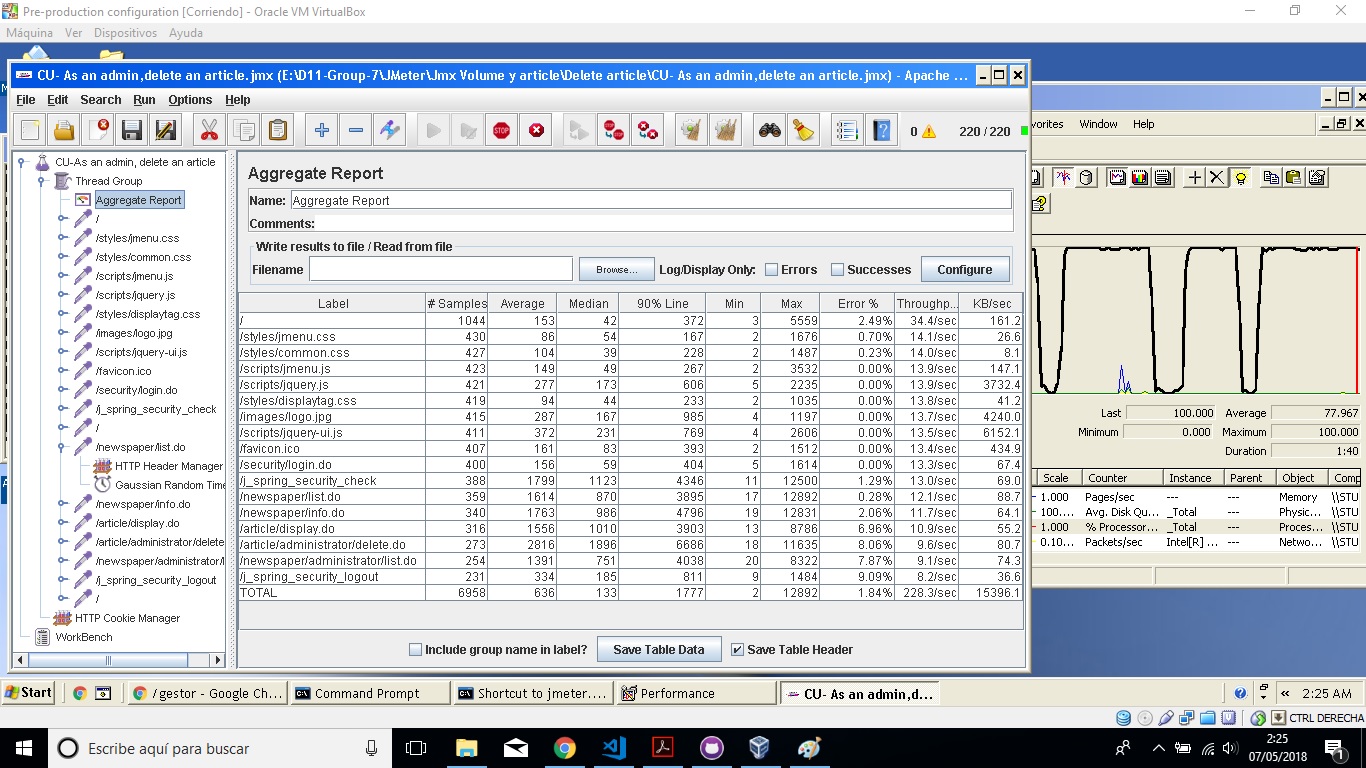 Pre-production configuration [Corriendo] - Oracle VM VirtualBox
Máquina Ver Dispositivos Ayuda
CU- As an admin,delete an article.jmx (E:\D11-Group-7\JMeter\Jmx Volume y article\Delete article\CU- As an admin,delete an article.jmx) - Apache ...
File Edit Search Run Options Help
0 220 / 220
vorites Window Help
CU-As an admin, delete an article
Thread Group
Aggregate Report
/
/styles/jmenu.css
/styles/common.css
/scripts/jmenu.js
/scripts/jquery.js
/styles/displaytag.css
/images/logo.jpg
/scripts/jquery-ui.js
/favicon.ico
/security/login.do
/j_spring_security_check
/
/newspaper/list.do
HTTP Header Manager
Gaussian Random Time
/newspaper/info.do
/article/display.do
/article/administrator/delete
/newspaper/administrator/l
/j_spring_security_logout
/
HTTP Cookie Manager
WorkBench
Aggregate Report
Name: Aggregate Report
Comments:
Write results to file / Read from file
Filename Browse... Log/Display Only: Errors Successes Configure
Label # Samples Average Median 90% Line Min Max Error % Throughp... KB/sec
/ 1044 153 42 372 3 5559 2.49% 34.4/sec 161.2
/styles/jmenu.css 430 86 54 167 2 1676 0.70% 14.1/sec 26.6
/styles/common.css 427 104 39 228 2 1487 0.23% 14.0/sec 8.1
/scripts/jmenu.js 423 149 49 267 2 3532 0.00% 13.9/sec 147.1
/scripts/jquery.js 421 277 173 606 5 2235 0.00% 13.9/sec 3732.4
/styles/displaytag.css 419 94 44 233 2 1035 0.00% 13.8/sec 41.2
/images/logo.jpg 415 287 167 985 4 1197 0.00% 13.7/sec 4240.0
/scripts/jquery-ui.js 411 372 231 769 4 2606 0.00% 13.5/sec 6152.1
/favicon.ico 407 161 83 393 2 1512 0.00% 13.4/sec 434.9
/security/login.do 400 156 59 404 5 1614 0.00% 13.3/sec 67.4
/j_spring_security_check 388 1799 1123 4346 11 12500 1.29% 13.0/sec 69.0
/newspaper/list.do 359 1614 870 3895 17 12892 0.28% 12.1/sec 88.7
/newspaper/info.do 340 1763 986 4796 19 12831 2.06% 11.7/sec 64.1
/article/display.do 316 1556 1010 3903 13 8786 6.96% 10.9/sec 55.2
/article/administrator/delete.do 273 2816 1896 6686 18 11635 8.06% 9.6/sec 80.7
/newspaper/administrator/list.do 254 1391 751 4038 20 8322 7.87% 9.1/sec 74.3
/j_spring_security_logout 231 334 185 811 9 1484 9.09% 8.2/sec 36.6
TOTAL 6958 636 133 1777 2 12892 1.84% 228.3/sec 15396.1
Include group name in label? Save Table Data Save Table Header
Last 100.000 Average 77.967
Minimum 0.000 Maximum 100.000
Duration 1:40
Scale Counter Instance Parent Object Comp
1.000 Pages/sec --- --- Memory \\STU
100.... Avg. Disk Qu... _Total --- Physic... \\STU
1.000 % Processor... _Total --- Proces... \\STU
0.10... Packets/sec Intel[R] ... --- Netwo... \\STU
Start / gestor - Google Ch... Command Prompt Shortcut to jmeter.... Performance CU- As an admin,d... « 2:25 AM
CTRL DERECHA
Escribe aquí para buscar
2:25
07/05/2018
1